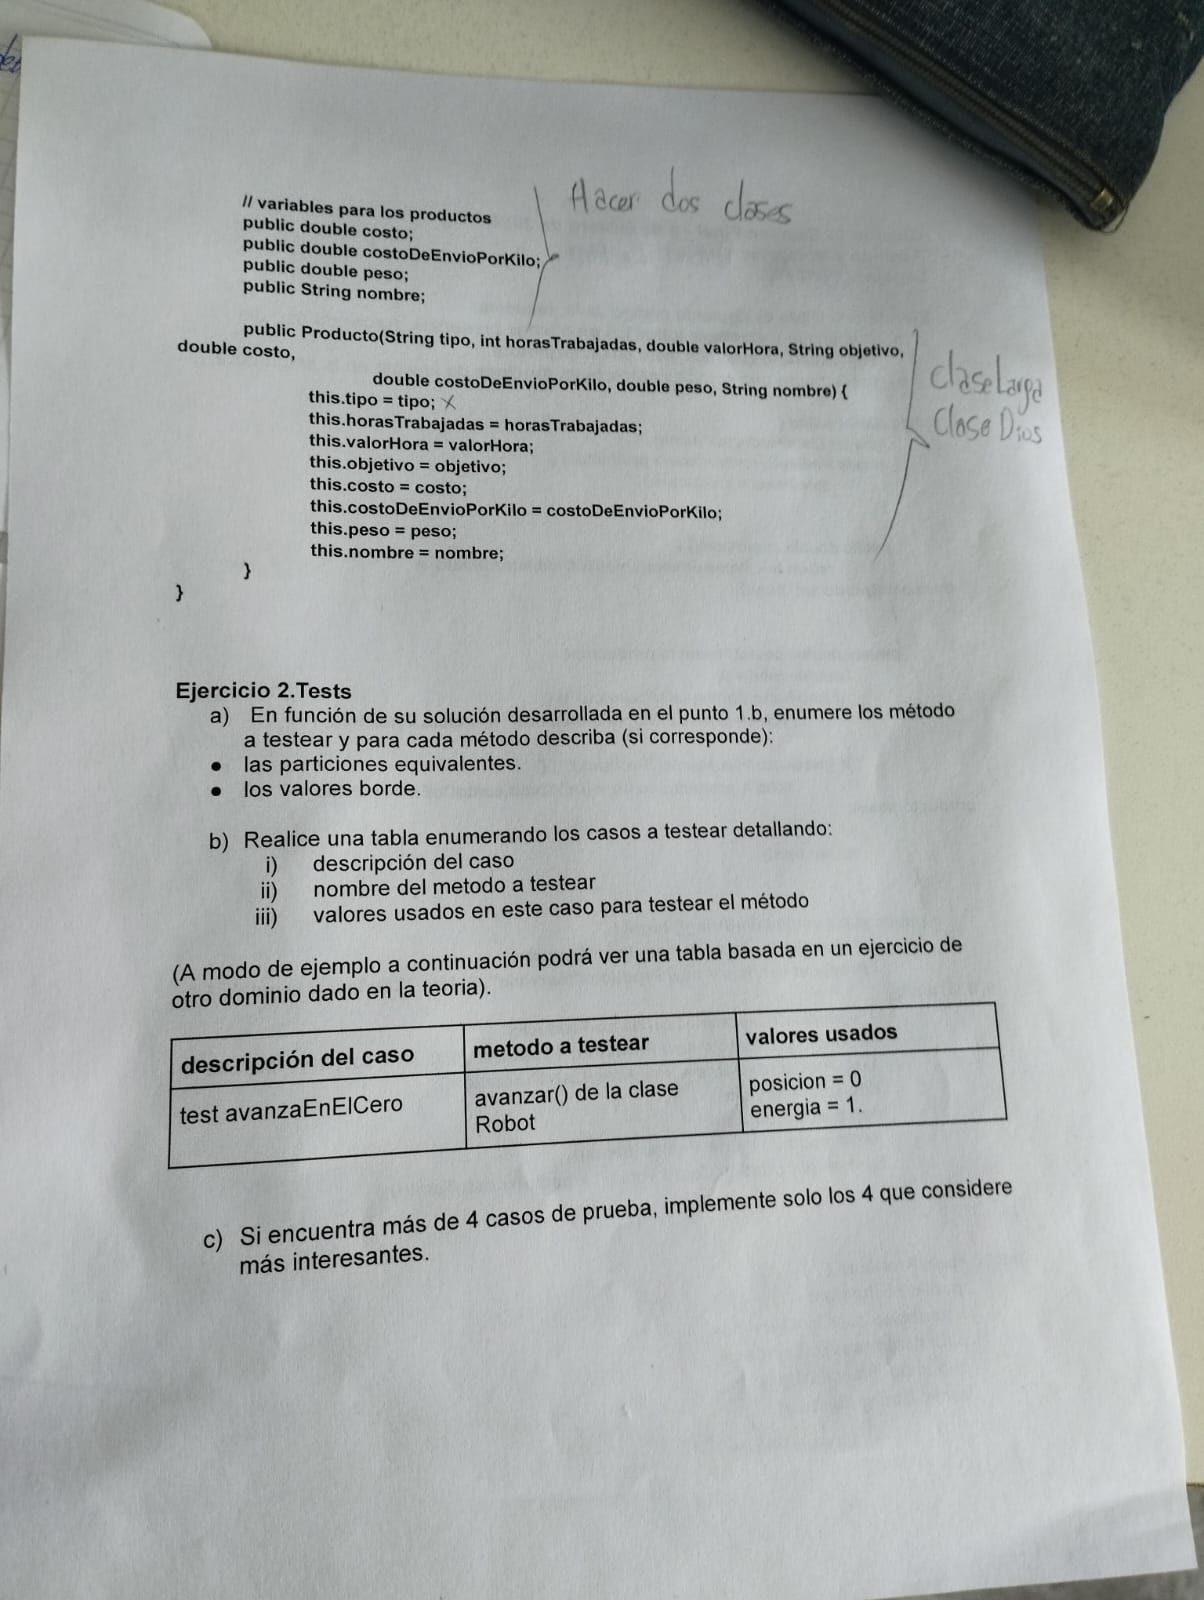 // variables para los productos
Hacer dos clases
public double costo;
public double costoDeEnvioPorKilo;
public double peso;
public String nombre;
public Producto(String tipo, int horasTrabajadas, double valorHora, String objetivo,
double costo,
double costoDeEnvioPorKilo, double peso, String nombre) {
Clase Larga
Clase Dios
this.tipo = tipo; X
this.horasTrabajadas = horasTrabajadas;
this.valorHora = valorHora;
this.objetivo = objetivo;
this.costo = costo;
this.costoDeEnvioPorKilo = costoDeEnvioPorKilo;
this.peso = peso;
this.nombre = nombre;
}
}
Ejercicio 2.Tests
a) En función de su solución desarrollada en el punto 1.b, enumere los método
a testear y para cada método describa (si corresponde):
● las particiones equivalentes.
● los valores borde.
b) Realice una tabla enumerando los casos a testear detallando:
i) descripción del caso
ii) nombre del metodo a testear
iii) valores usados en este caso para testear el método
(A modo de ejemplo a continuación podrá ver una tabla basada en un ejercicio de
otro dominio dado en la teoria).
descripción del caso metodo a testear valores usados
test avanzaEnElCero avanzar() de la clase posicion = 0
Robot energia = 1.
c) Si encuentra más de 4 casos de prueba, implemente solo los 4 que considere
más interesantes.